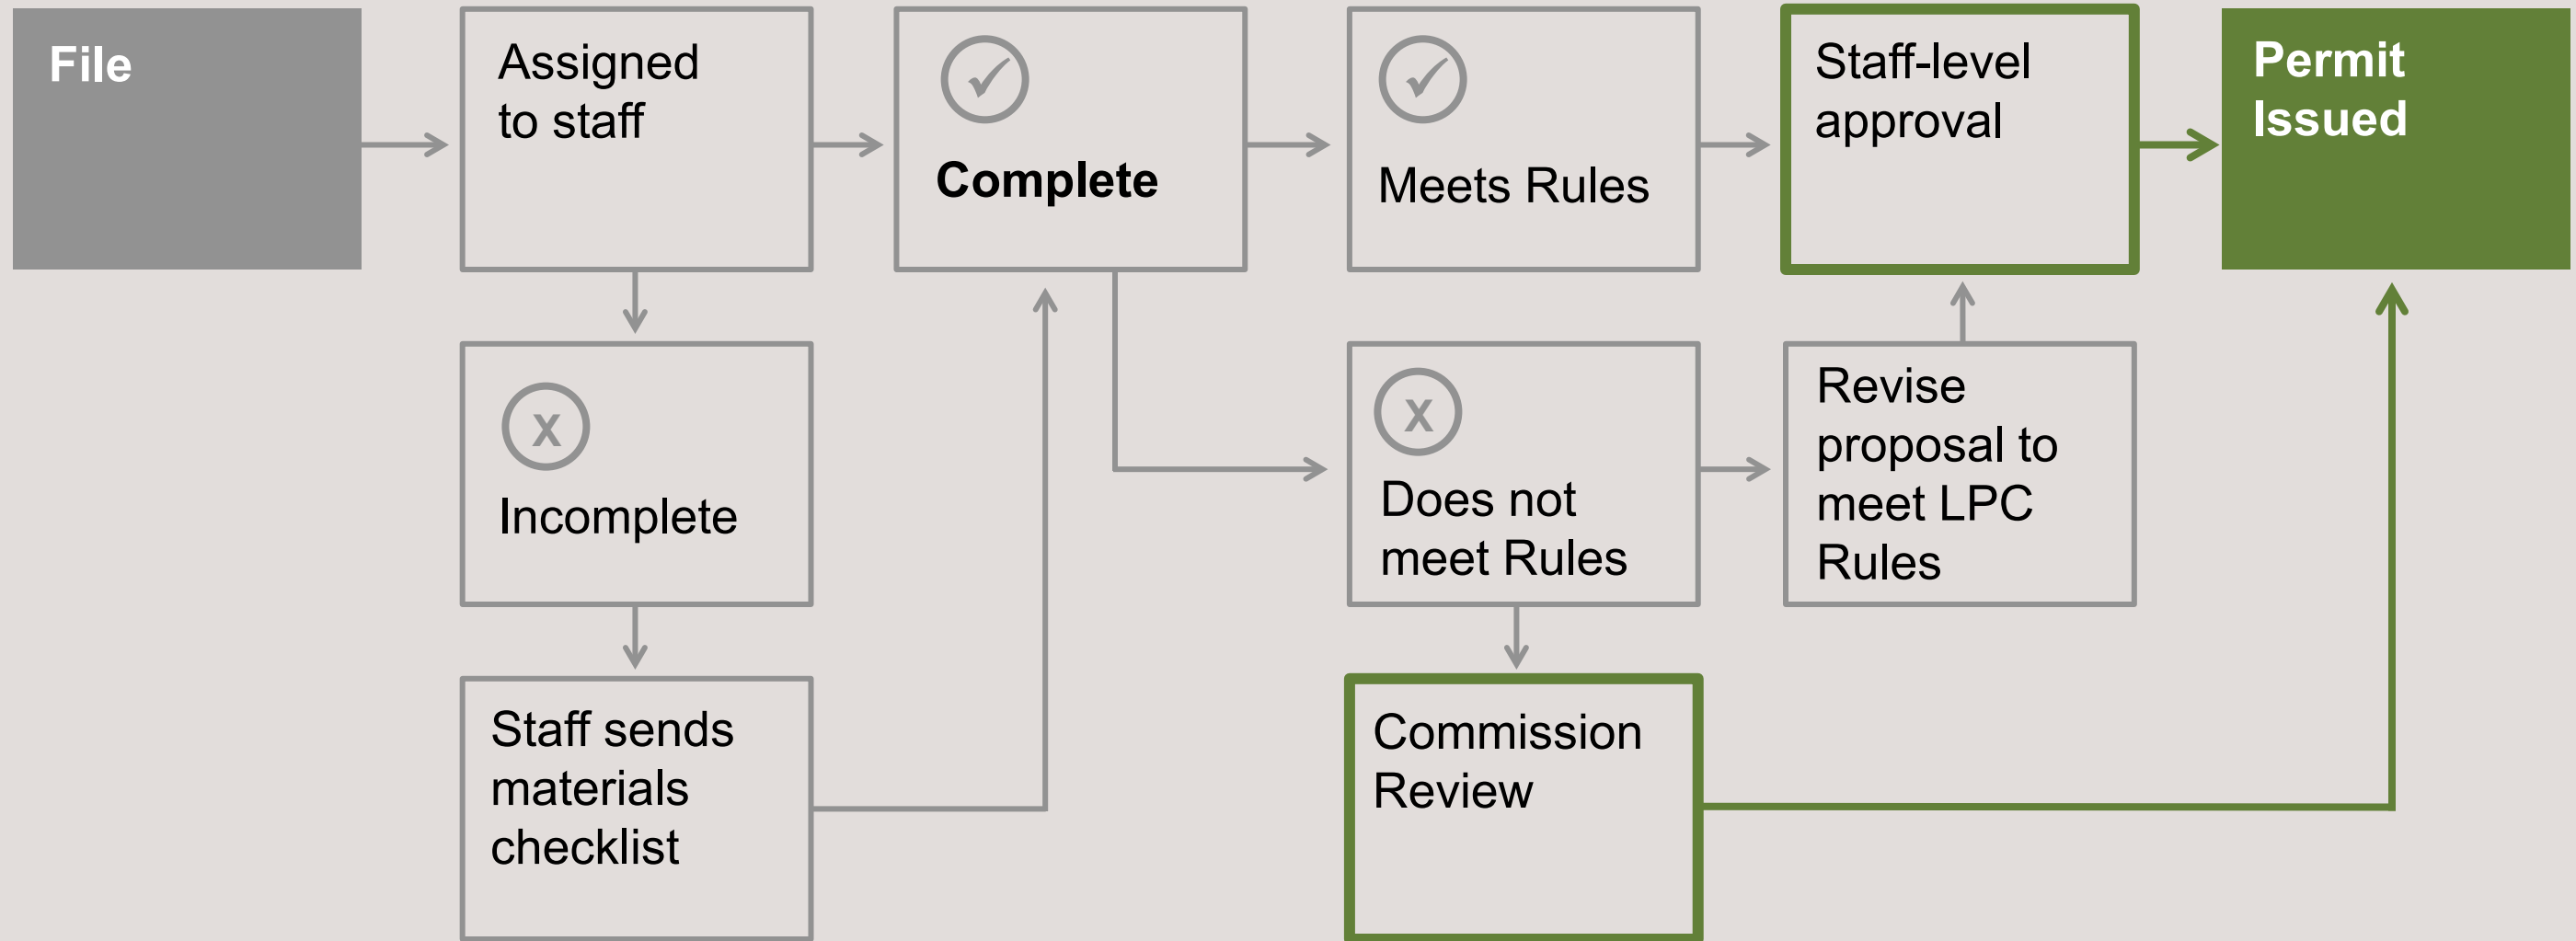 File
Assigned
to staff
Complete
Meets Rules
Staff-level
approval
Permit
Issued
x
Incomplete
x
Does not
meet Rules
Revise
proposal to
meet LPC
Rules
Staff sends
materials
checklist
Commission
Review